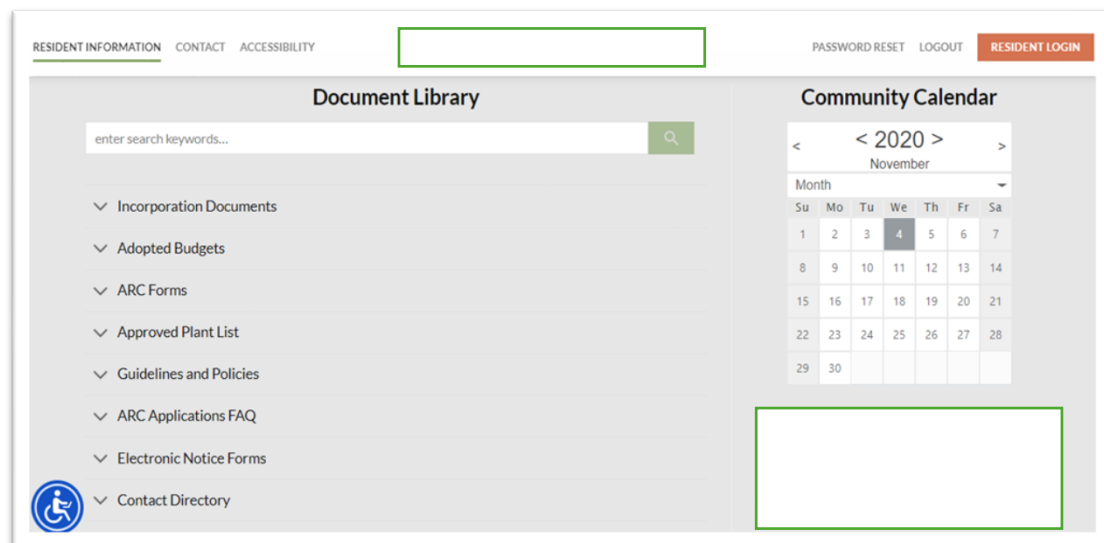 RESIDENT INFORMATION CONTACT ACCESSIBILITY PASSWORD RESET LOGOUT RESIDENT LOGIN
Document Library
enter search keywords...
Incorporation Documents
Adopted Budgets
ARC Forms
Approved Plant List
Guidelines and Policies
ARC Applications FAQ
Electronic Notice Forms
Contact Directory
Community Calendar
< < 2020 > >
November
Month
Su Mo Tu We Th Fr Sa
1 2 3 4 5 6 7
8 9 10 11 12 13 14
15 16 17 18 19 20 21
22 23 24 25 26 27 28
29 30